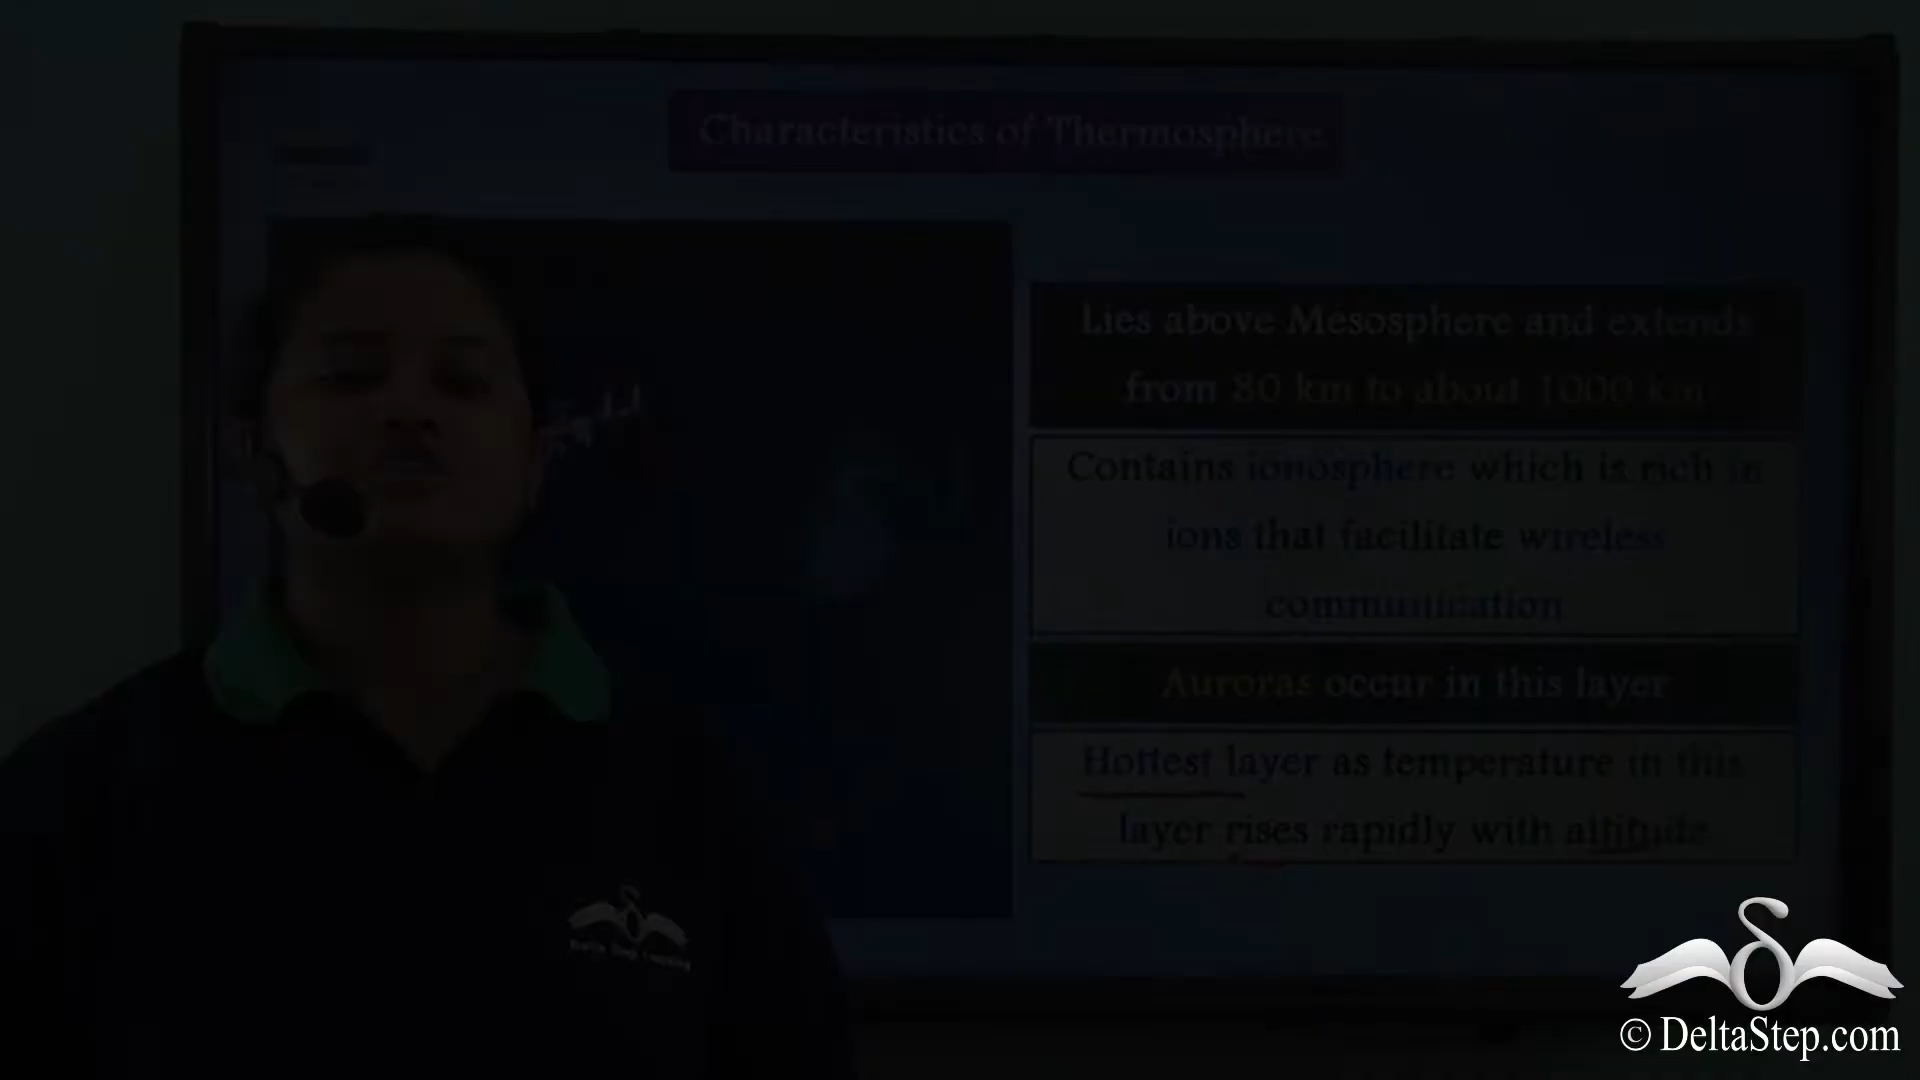 Characteristics of Thermosphere
Lies above Mesosphere and extends
from 80 km to about 1000 km
Contains ionosphere which is rich in
ions that facilitate wireless
communication
Auroras occur in this layer
Hottest layer as temperature in this
layer rises rapidly with altitude
© DeltaStep.com